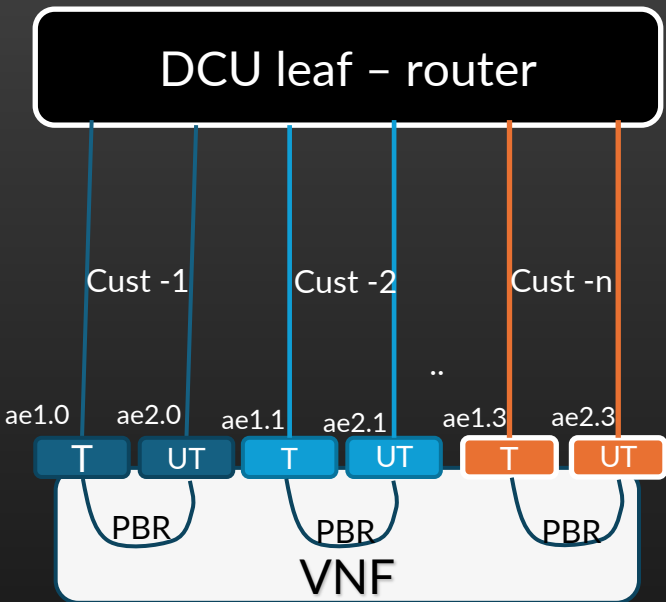 DCU leaf – router
Cust -1
Cust -2
Cust -n
..
ae1.0
ae2.0
ae1.1
ae2.1
ae1.3
ae2.3
T
UT
T
UT
T
UT
PBR
PBR
PBR
VNF